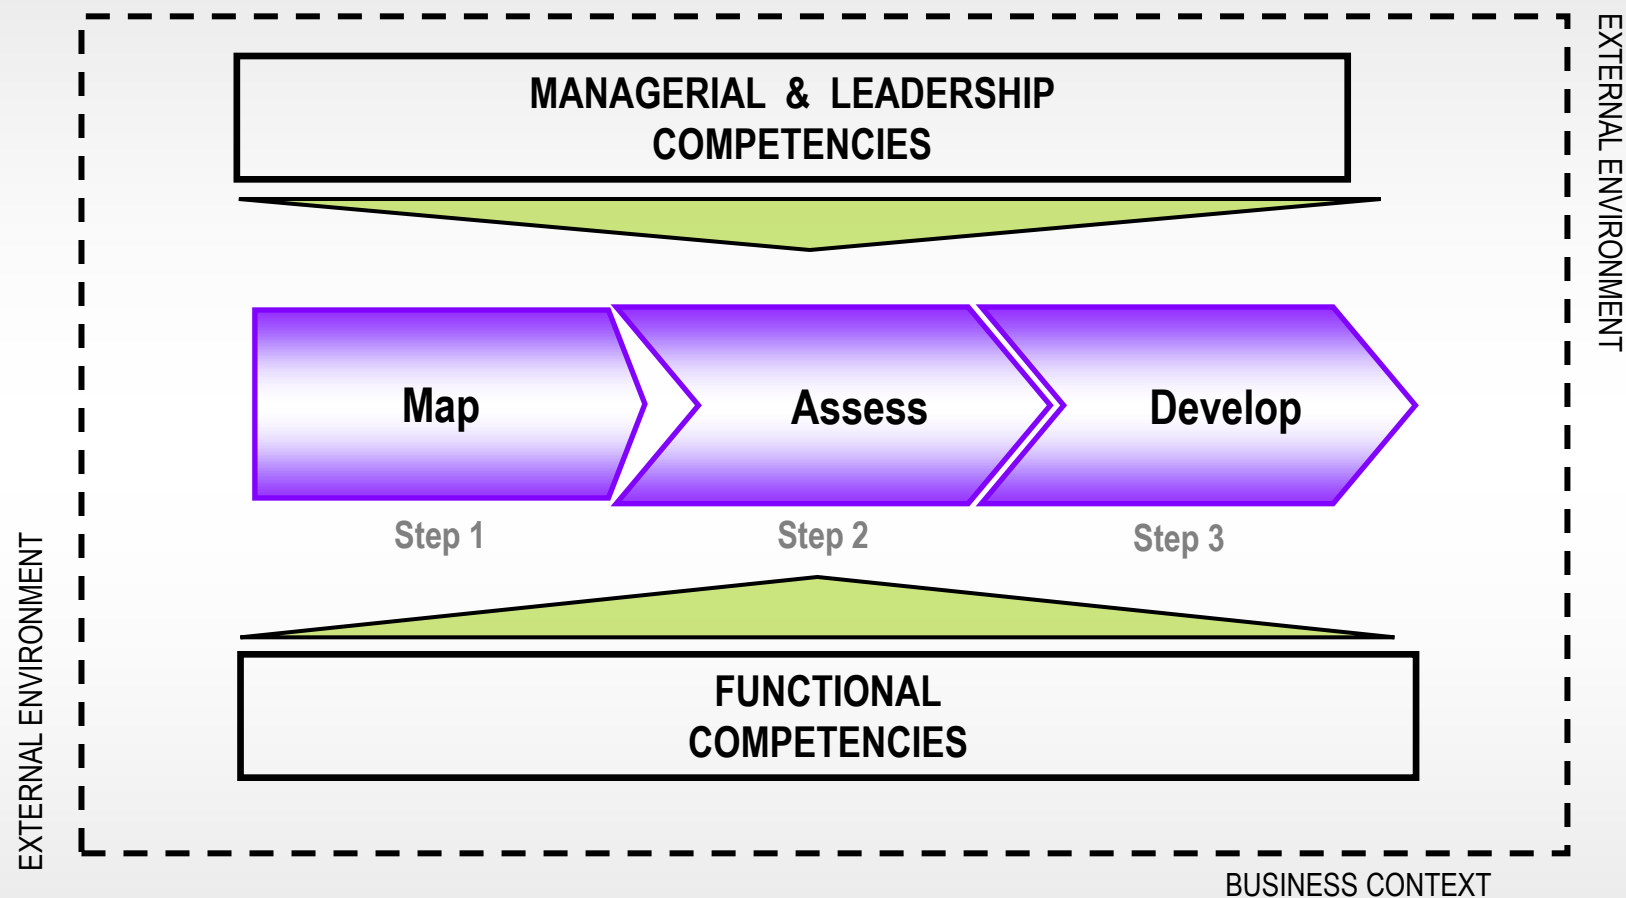 EXTERNAL ENVIRONMENT
MANAGERIAL & LEADERSHIP
COMPETENCIES
Map
Assess
Develop
Step 1
Step 2
Step 3
EXTERNAL ENVIRONMENT
FUNCTIONAL
COMPETENCIES
BUSINESS CONTEXT